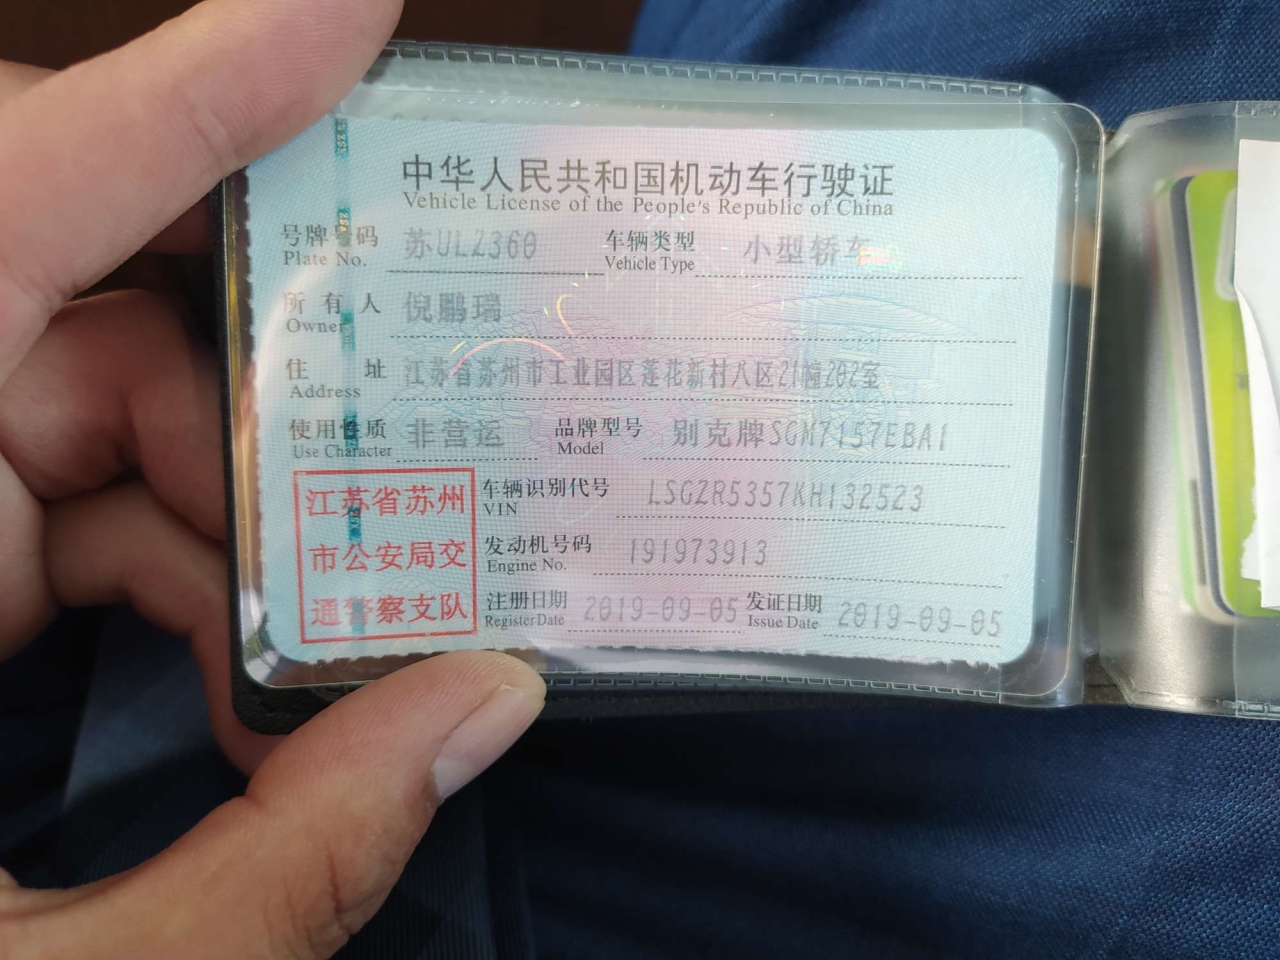 中华人民共和国机动车行驶证
Vehicle License of the People's Republic of China
号牌号码 苏UL2360 车辆类型 小型轿车
Plate No. Vehicle Type
所有人 倪鹏瑞
Owner
住址 江苏省苏州市工业园区莲花新村八区21幢202室
Address
使用性质 非营运 品牌型号 别克牌SGM7157EBA1
Use Character Model
江苏省苏州
市公安局交
通警察支队
车辆识别代号 LSGZR5357KH132523
VIN
发动机号码 191973913
Engine No.
注册日期 2019-09-05 发证日期 2019-09-05
Register Date Issue Date